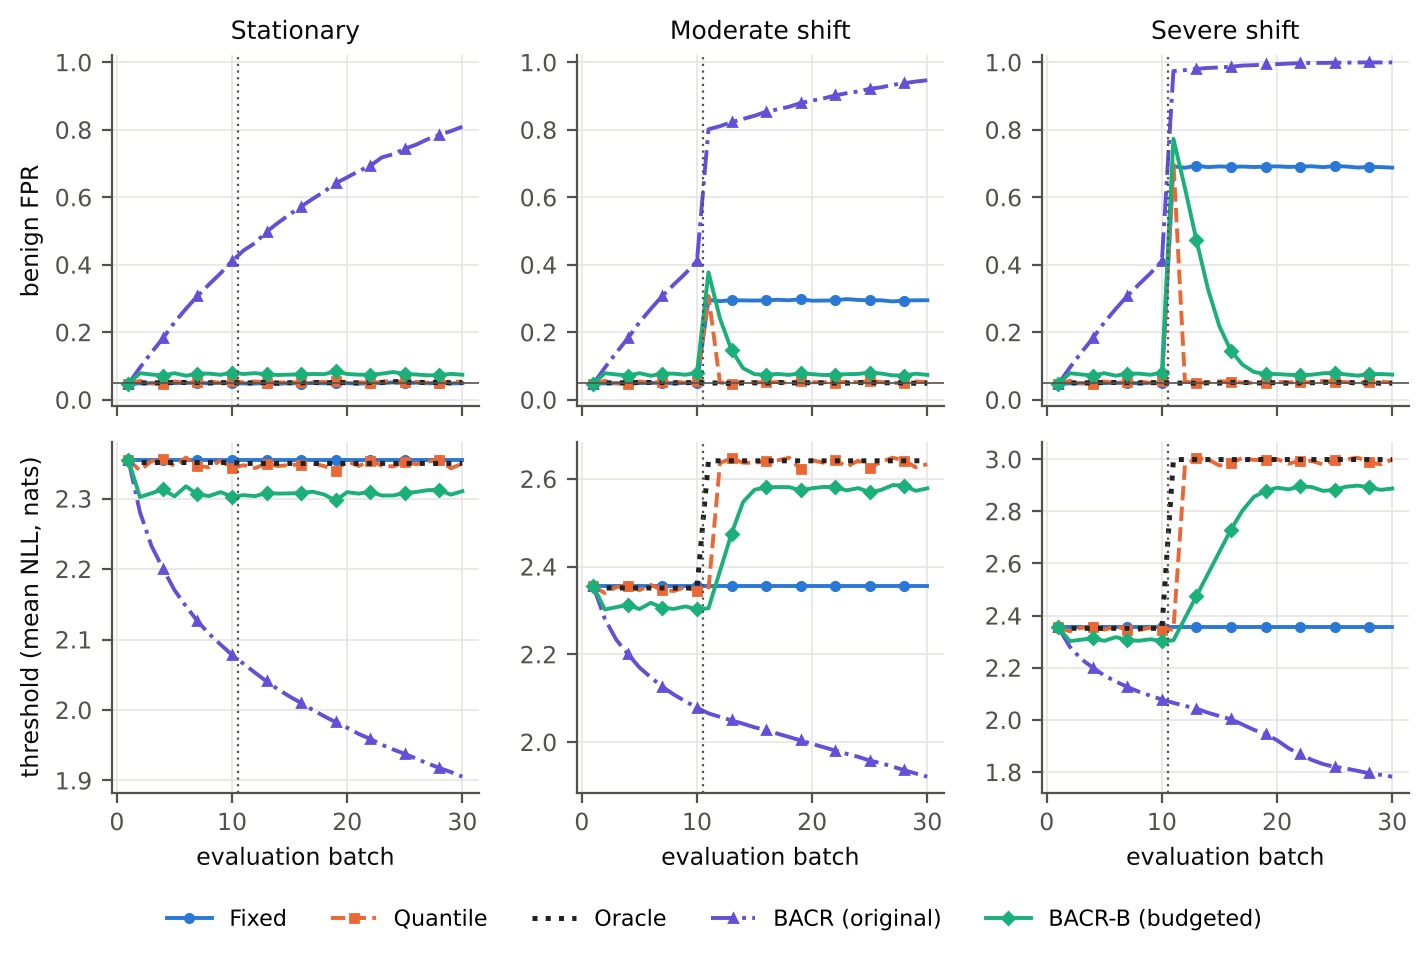 Stationary
Moderate shift
Severe shift
benign FPR
1.0
0.8
0.6
0.4
0.2
0.0
1.0
0.8
0.6
0.4
0.2
0.0
1.0
0.8
0.6
0.4
0.2
0.0
threshold (mean NLL, nats)
2.3
2.2
2.1
2.0
1.9
2.6
2.4
2.2
2.0
3.0
2.8
2.6
2.4
2.2
2.0
1.8
0 10 20 30
0 10 20 30
0 10 20 30
evaluation batch
evaluation batch
evaluation batch
Fixed
Quantile
Oracle
BACR (original)
BACR-B (budgeted)